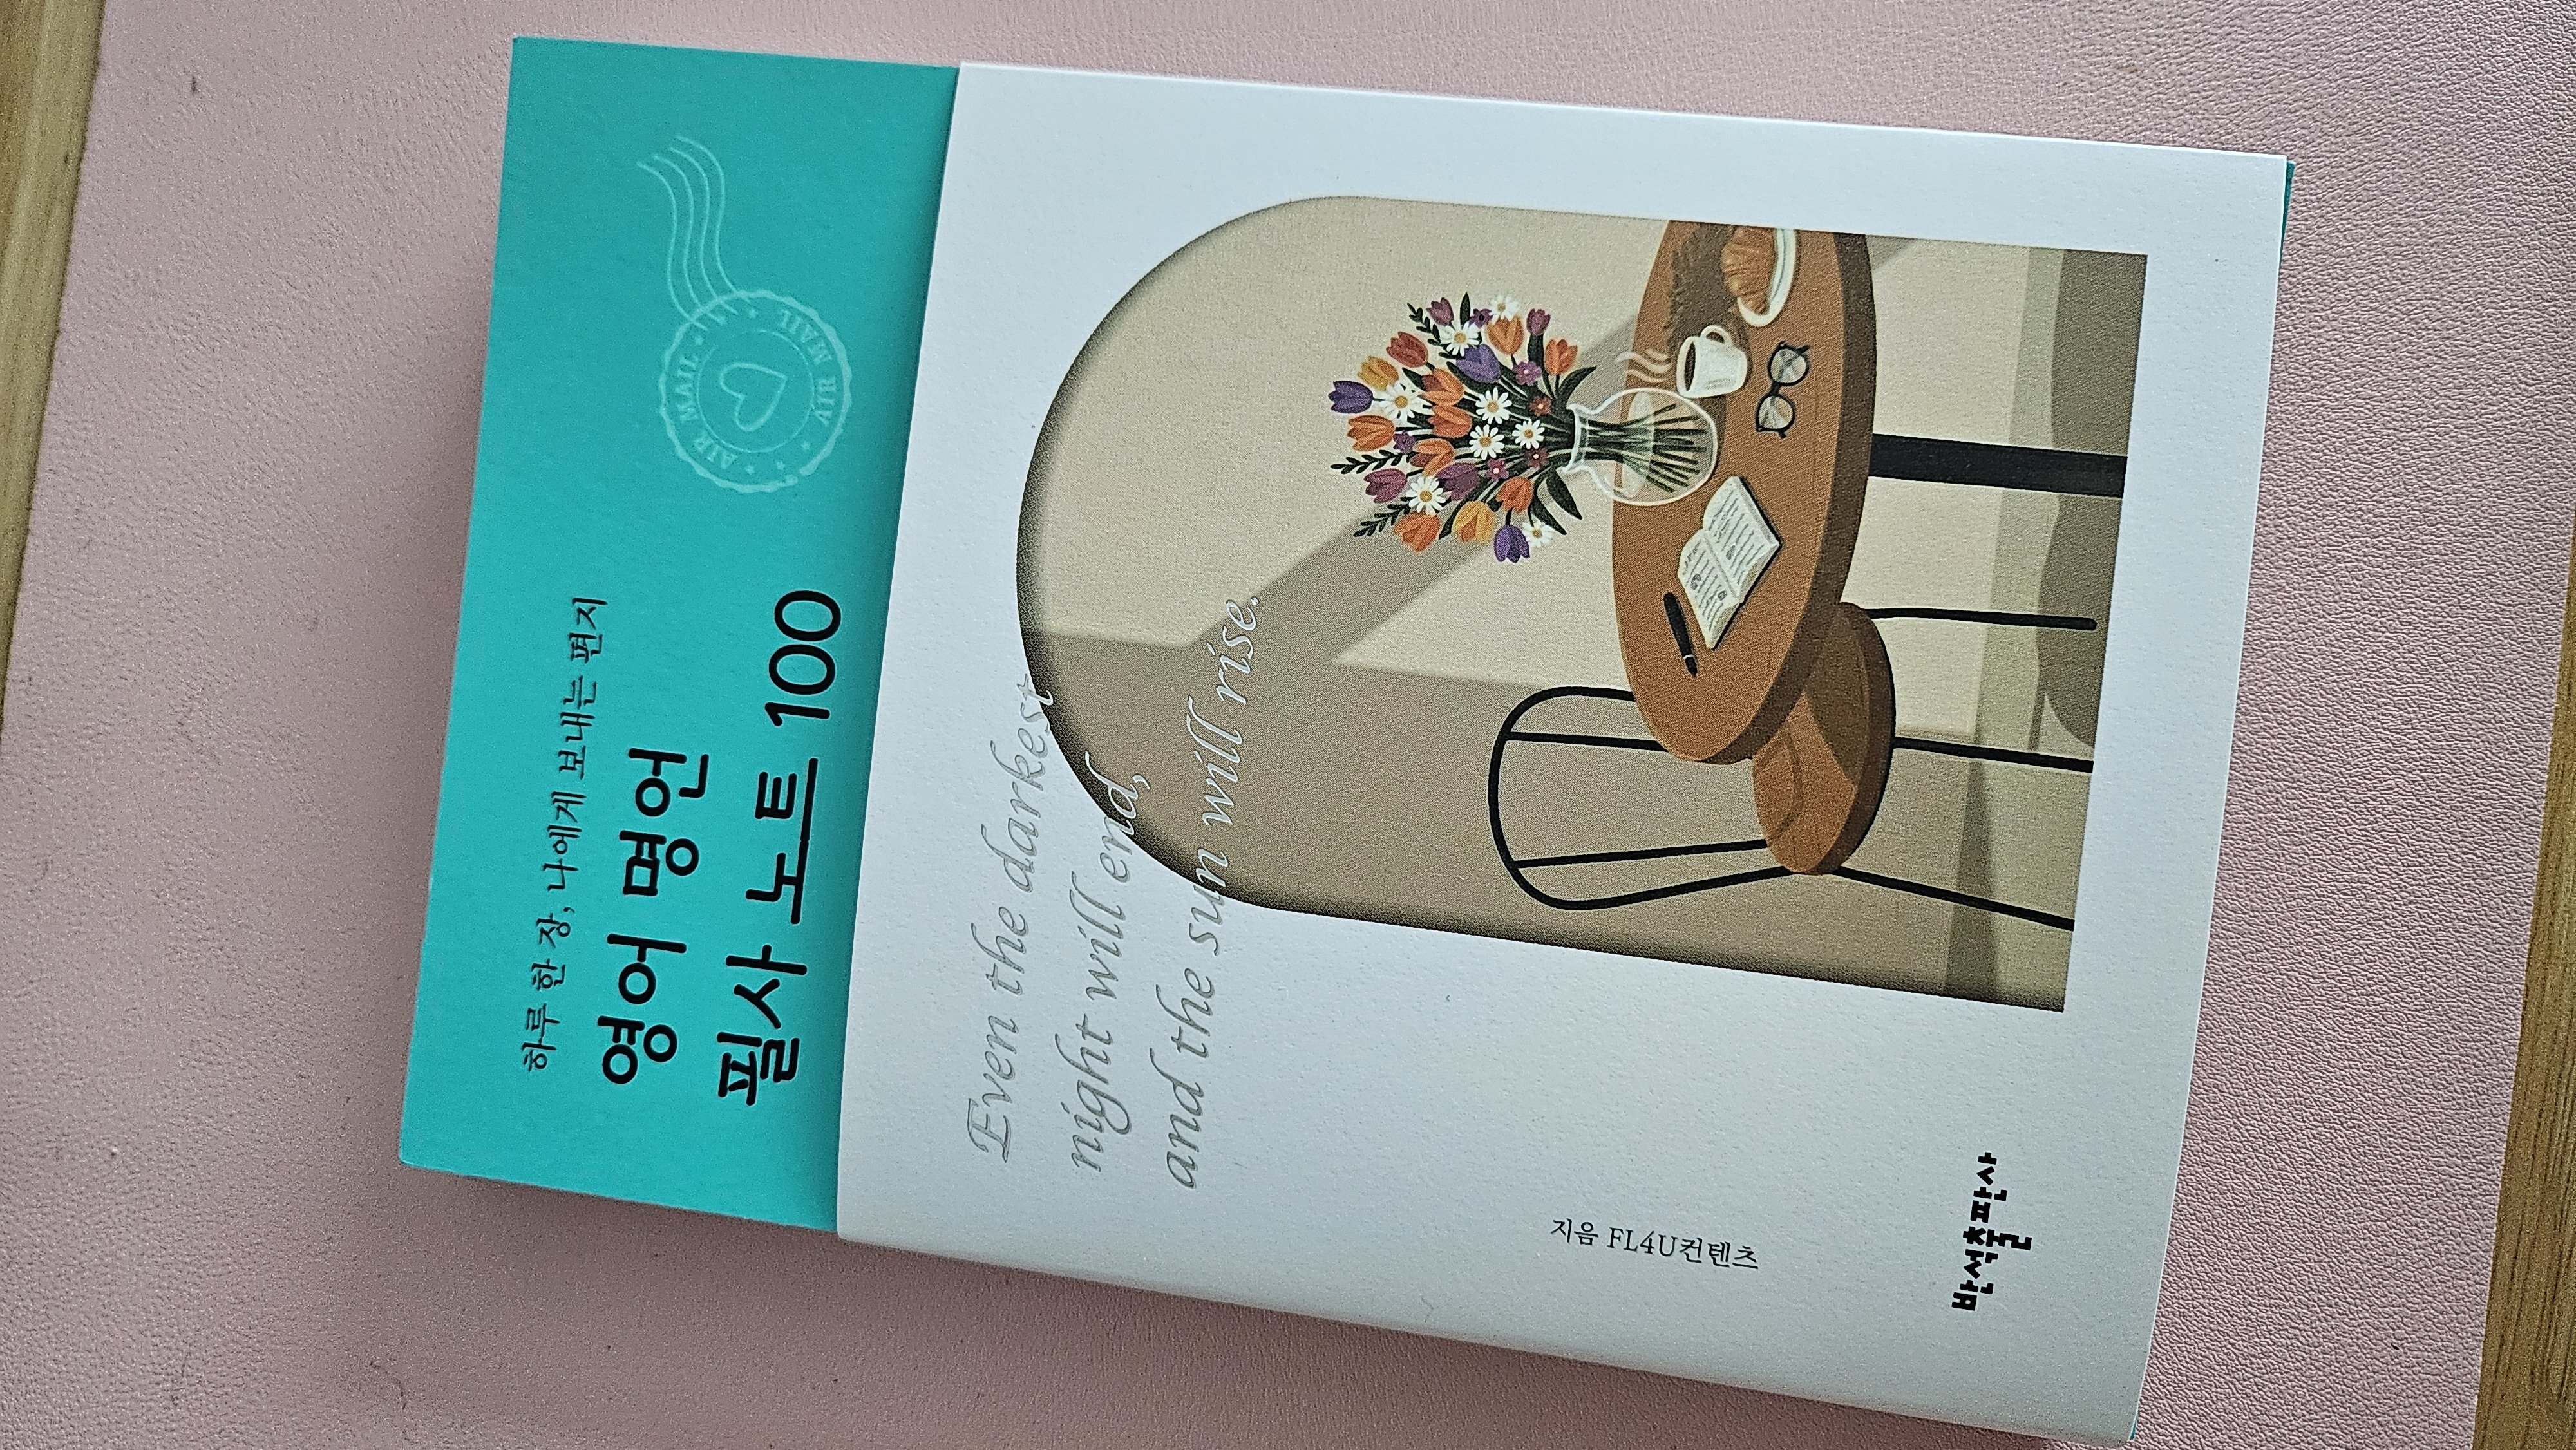 하루 한 장, 나에게 보내는 편지
영어 명언
필사 노트 100
AIR MAIL
AIR MAIL
Even the darkest
night will end,
and the sun will rise.
지음 FL4U컨텐츠
반석출판사